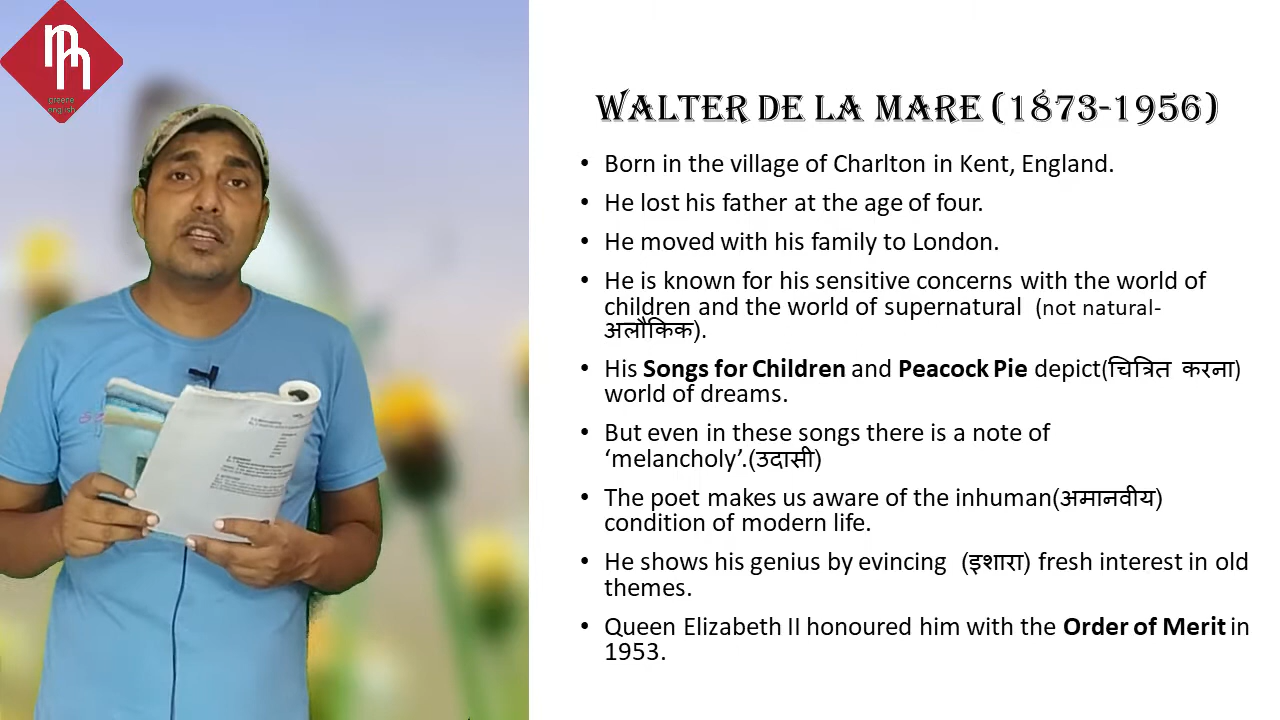 greene
english
WALTER DE LA MARE (1873-1956)
• Born in the village of Charlton in Kent, England.
• He lost his father at the age of four.
• He moved with his family to London.
• He is known for his sensitive concerns with the world of
children and the world of supernatural (not natural-
अलौकिक).
• His Songs for Children and Peacock Pie depict(चित्रित करना)
world of dreams.
• But even in these songs there is a note of
‘melancholy’.(उदासी)
• The poet makes us aware of the inhuman(अमानवीय)
condition of modern life.
• He shows his genius by evincing (इशारा) fresh interest in old
themes.
• Queen Elizabeth II honoured him with the Order of Merit in
1953.